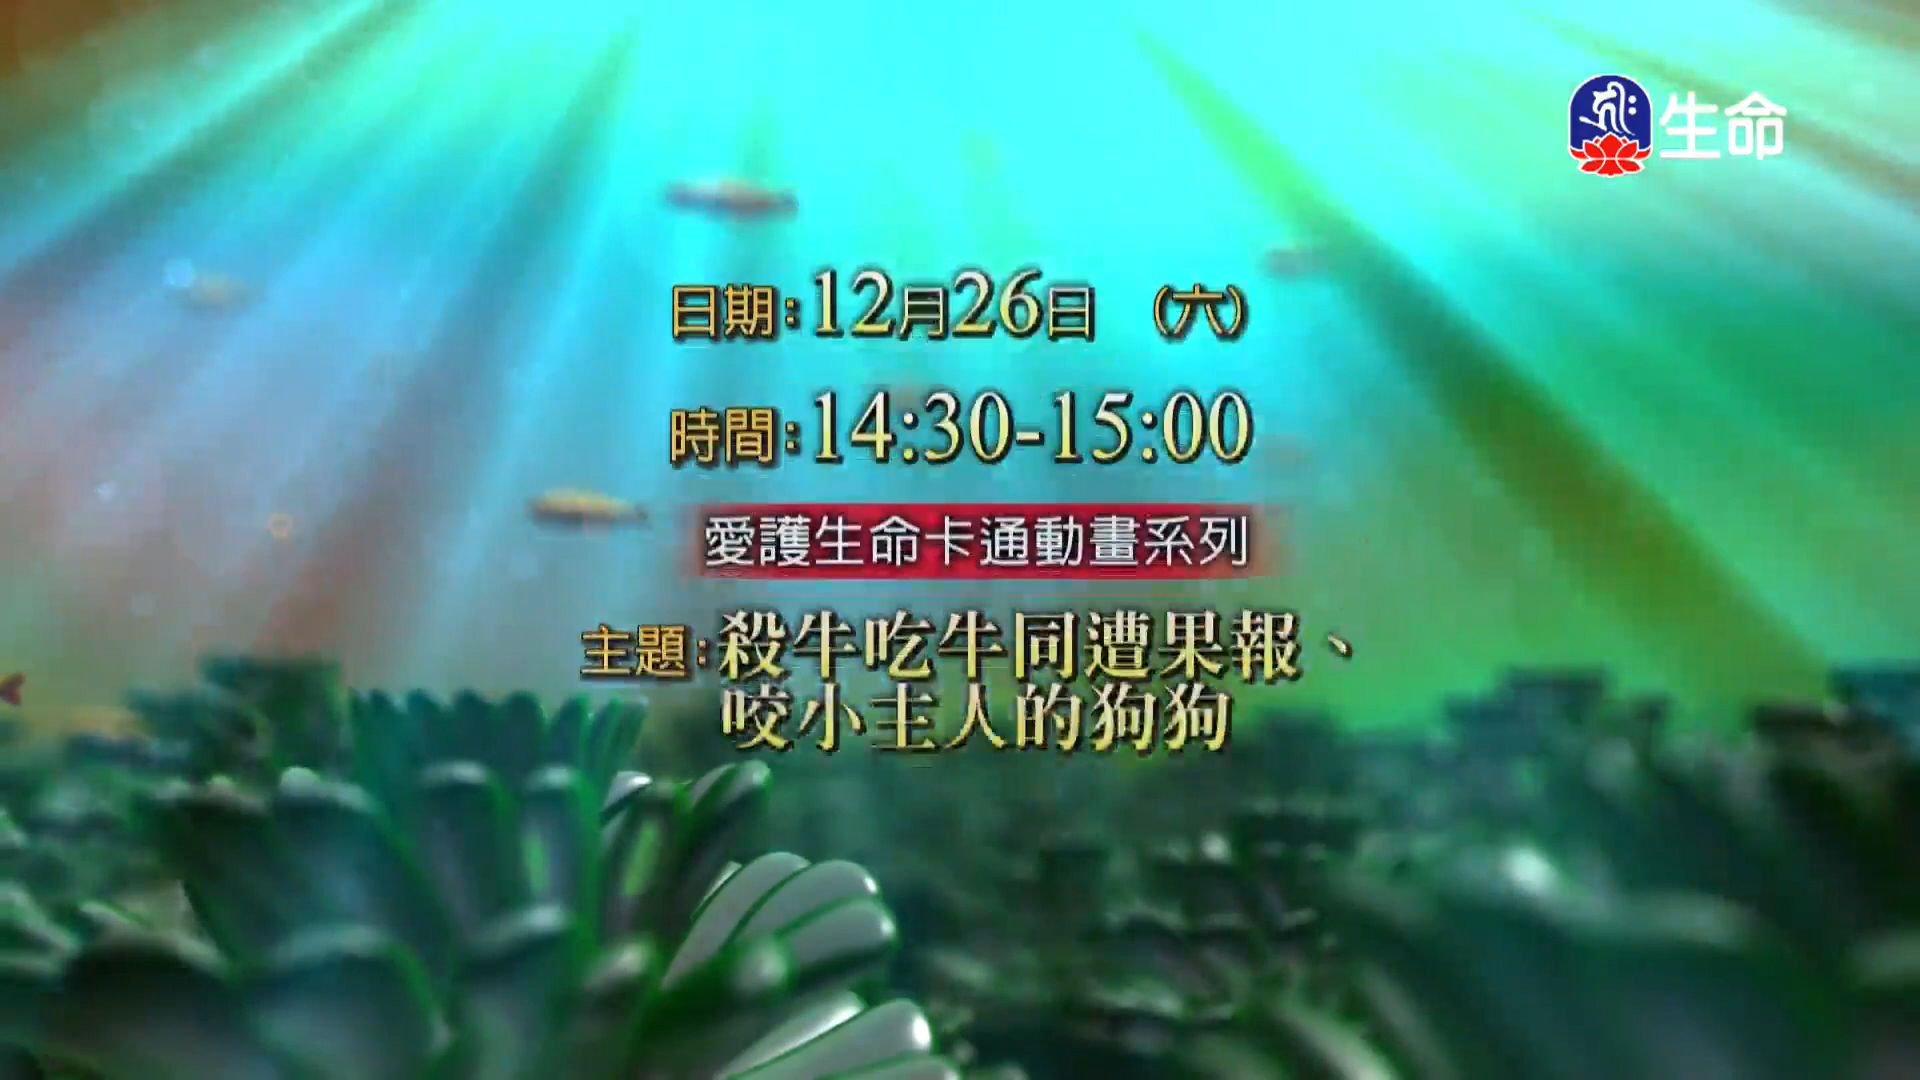 生命
日期:12月26日 (六)
時間:14:30-15:00
愛護生命卡通動畫系列
主題:殺牛吃牛同遭果報、
咬小主人的狗狗